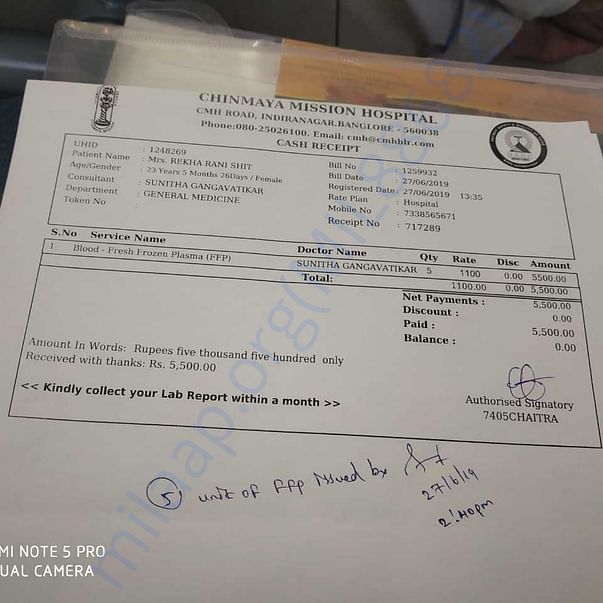 CHINMAYA MISSION HOSPITAL
CMH ROAD, INDIRANAGAR.BANGLORE - 560038
Phone:080-25026100. Email: cmh@cmhblr.com
CASH RECEIPT
UHID : 1248269
Patient Name : Mrs. REKHA RANI SHIT
Age/Gender : 23 Years 5 Months 26Days / Female
Consultant : SUNITHA GANGAVATIKAR
Department : GENERAL MEDICINE
Token No :
Bill No : 1259932
Bill Date : 27/06/2019
Registered Date : 27/06/2019 13:35
Rate Plan : Hospital
Mobile No : 7338565671
Receipt No : 717289
S.No Service Name Doctor Name Qty Rate Disc Amount
1 Blood - Fresh Frozen Plasma (FFP) SUNITHA GANGAVATIKAR 5 1100 0.00 5500.00
Total: 1100.00 0.00 5,500.00
Net Payments : 5,500.00
Discount : 0.00
Paid : 5,500.00
Balance : 0.00
Amount In Words: Rupees five thousand five hundred only
Received with thanks: Rs. 5,500.00
<< Kindly collect your Lab Report within a month >>
Authorised Signatory
7405CHAITRA
5 unit of FFP issued by
27/6/19
2:40pm
MI NOTE 5 PRO
UAL CAMERA